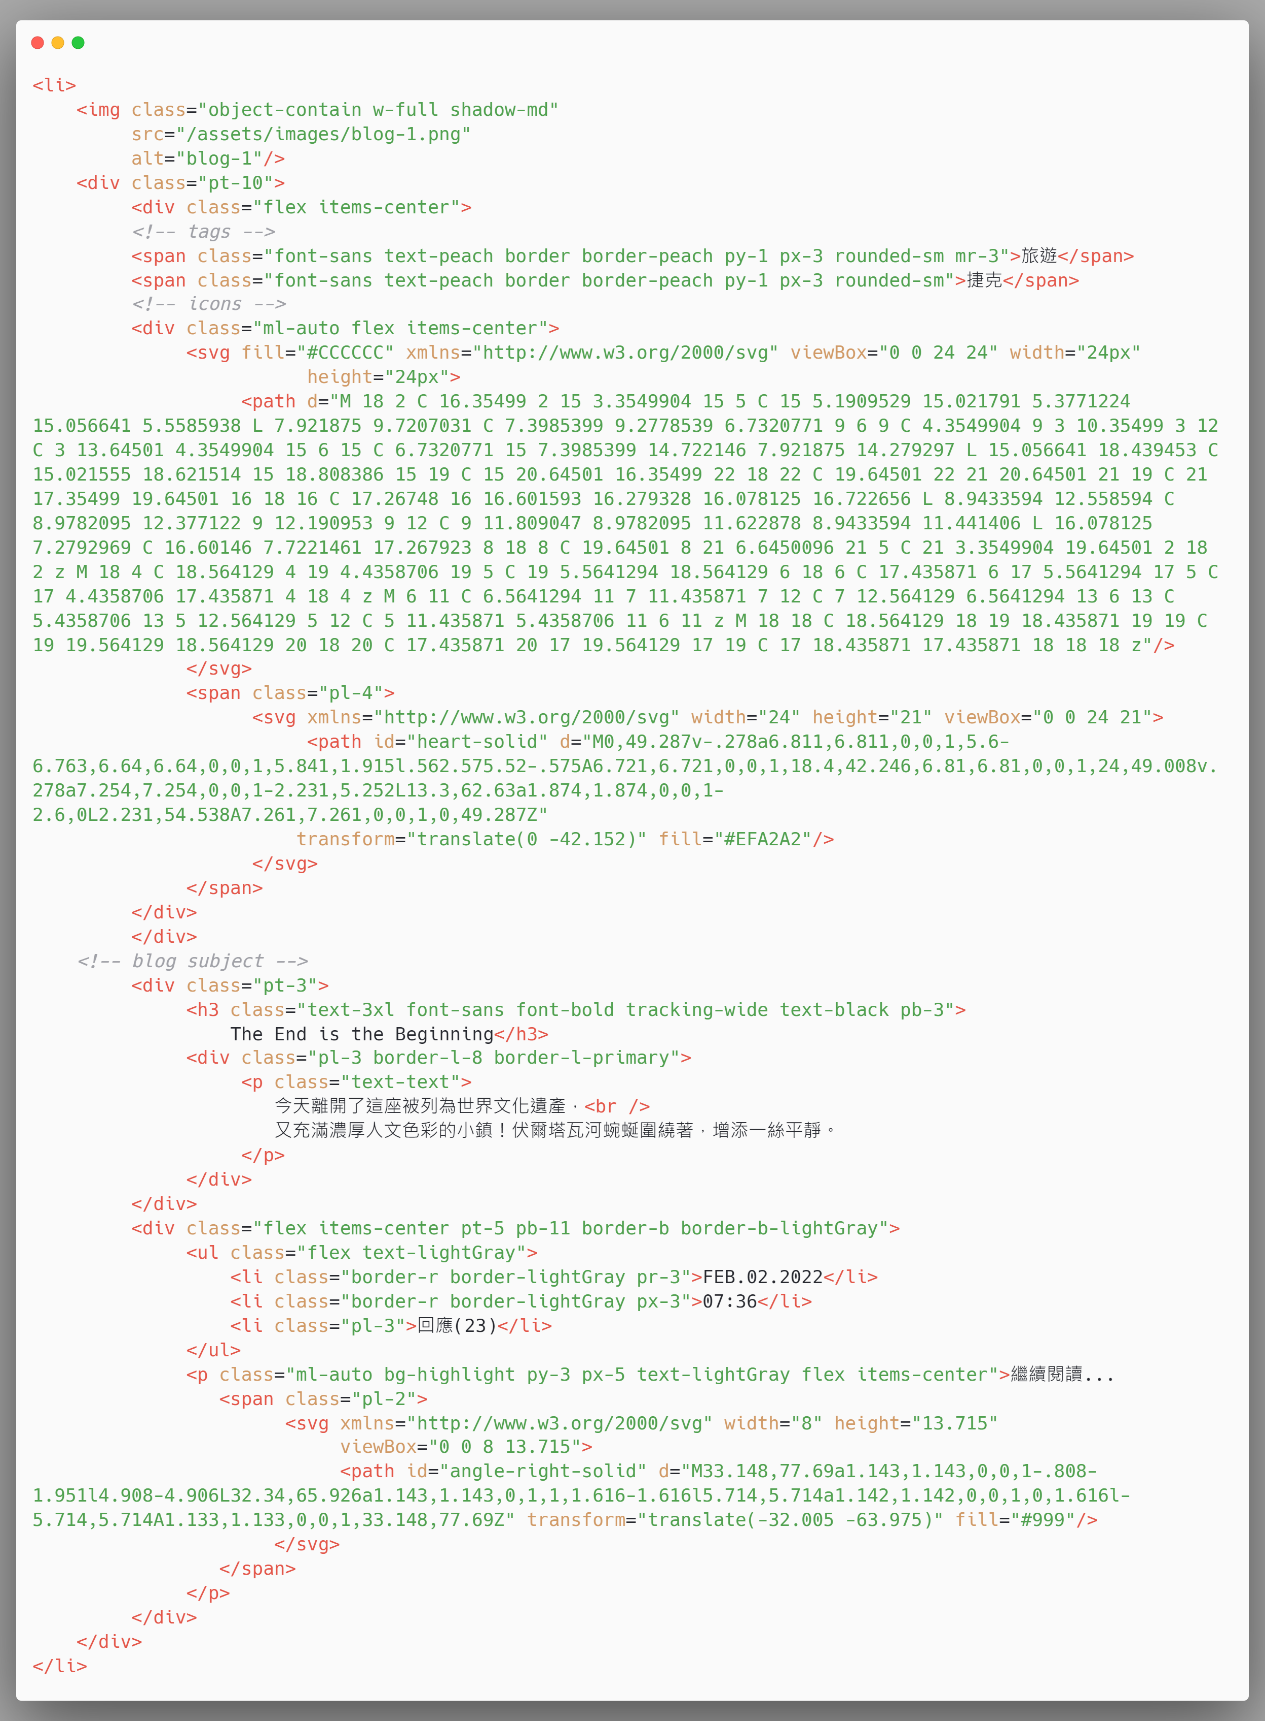 <li>
<img class="object-contain w-full shadow-md"
src="/assets/images/blog-1.png"
alt="blog-1"/>
<div class="pt-10">
<div class="flex items-center">
<!-- tags -->
<span class="font-sans text-peach border border-peach py-1 px-3 rounded-sm mr-3">旅遊</span>
<span class="font-sans text-peach border border-peach py-1 px-3 rounded-sm">捷克</span>
<!-- icons -->
<div class="ml-auto flex items-center">
<svg fill="#CCCCCC" xmlns="http://www.w3.org/2000/svg" viewBox="0 0 24 24" width="24px"
height="24px">
<path d="M 18 2 C 16.35499 2 15 3.3549904 15 5 C 15 5.1909529 15.021791 5.3771224
15.056641 5.5585938 L 7.921875 9.7207031 C 7.3985399 9.2778539 6.7320771 9 6 9 C 4.3549904 9 3 10.35499 3 12
C 3 13.64501 4.3549904 15 6 15 C 6.7320771 15 7.3985399 14.722146 7.921875 14.279297 L 15.056641 18.439453 C
15.021555 18.621514 15 18.808386 15 19 C 15 20.64501 16.35499 22 18 22 C 19.64501 22 21 20.64501 21 19 C 21
17.35499 19.64501 16 18 16 C 17.26748 16 16.601593 16.279328 16.078125 16.722656 L 8.9433594 12.558594 C
8.9782095 12.377122 9 12.190953 9 12 C 9 11.809047 8.9782095 11.622878 8.9433594 11.441406 L 16.078125
7.2792969 C 16.60146 7.7221461 17.267923 8 18 8 C 19.64501 8 21 6.6450096 21 5 C 21 3.3549904 19.64501 2 18
2 z M 18 4 C 18.564129 4 19 4.4358706 19 5 C 19 5.5641294 18.564129 6 18 6 C 17.435871 6 17 5.5641294 17 5 C
17 4.4358706 17.435871 4 18 4 z M 6 11 C 6.5641294 11 7 11.435871 7 12 C 7 12.564129 6.5641294 13 6 13 C
5.4358706 13 5 12.564129 5 12 C 5 11.435871 5.4358706 11 6 11 z M 18 18 C 18.564129 18 19 18.435871 19 19 C
19 19.564129 18.564129 20 18 20 C 17.435871 20 17 19.564129 17 19 C 17 18.435871 17.435871 18 18 18 z"/>
</svg>
<span class="pl-4">
<svg xmlns="http://www.w3.org/2000/svg" width="24" height="21" viewBox="0 0 24 21">
<path id="heart-solid" d="M0,49.287v-.278a6.811,6.811,0,0,1,5.6-
6.763,6.64,6.64,0,0,1,5.841,1.915l.562.575.52-.575A6.721,6.721,0,0,1,18.4,42.246,6.81,6.81,0,0,1,24,49.008v.
278a7.254,7.254,0,0,1-2.231,5.252L13.3,62.63a1.874,1.874,0,0,1-
2.6,0L2.231,54.538A7.261,7.261,0,0,1,0,49.287Z"
transform="translate(0 -42.152)" fill="#EFA2A2"/>
</svg>
</span>
</div>
</div>
<!-- blog subject -->
<div class="pt-3">
<h3 class="text-3xl font-sans font-bold tracking-wide text-black pb-3">
The End is the Beginning</h3>
<div class="pl-3 border-l-8 border-l-primary">
<p class="text-text">
今天離開了這座被列為世界文化遺產，<br />
又充滿濃厚人文色彩的小鎮！伏爾塔瓦河蜿蜒圍繞著，增添一絲平靜。
</p>
</div>
</div>
<div class="flex items-center pt-5 pb-11 border-b border-b-lightGray">
<ul class="flex text-lightGray">
<li class="border-r border-lightGray pr-3">FEB.02.2022</li>
<li class="border-r border-lightGray px-3">07:36</li>
<li class="pl-3">回應(23)</li>
</ul>
<p class="ml-auto bg-highlight py-3 px-5 text-lightGray flex items-center">繼續閱讀...
<span class="pl-2">
<svg xmlns="http://www.w3.org/2000/svg" width="8" height="13.715"
viewBox="0 0 8 13.715">
<path id="angle-right-solid" d="M33.148,77.69a1.143,1.143,0,0,1-.808-
1.951l4.908-4.906L32.34,65.926a1.143,1.143,0,1,1,1.616-1.616l5.714,5.714a1.142,1.142,0,0,1,0,1.616l-
5.714,5.714A1.133,1.133,0,0,1,33.148,77.69Z" transform="translate(-32.005 -63.975)" fill="#999"/>
</svg>
</span>
</p>
</div>
</div>
</li>